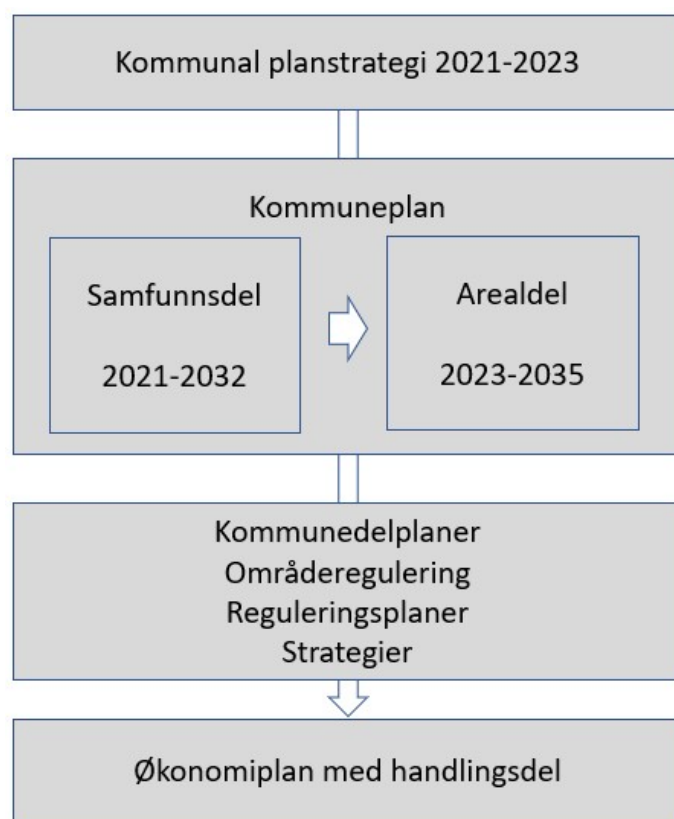 Kommunal planstrategi 2021-2023
Kommuneplan
Samfunnsdel
2021-2032
Arealdel
2023-2035
Kommunedelplaner
Områderegulering
Reguleringsplaner
Strategier
Økonomiplan med handlingsdel